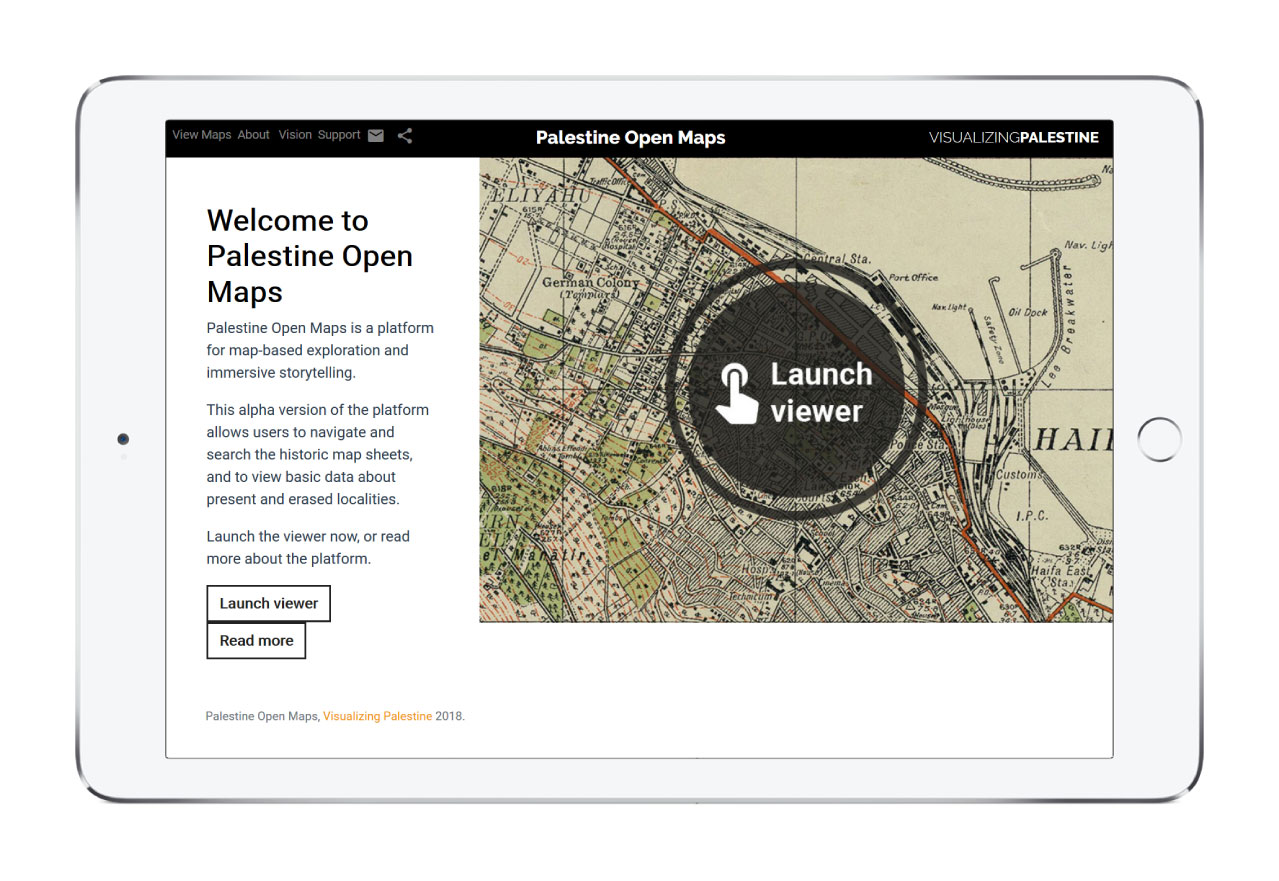 View Maps About Vision Support
Palestine Open Maps
VISUALIZINGPALESTINE
Welcome to
Palestine Open
Maps
Palestine Open Maps is a platform
for map-based exploration and
immersive storytelling.
This alpha version of the platform
allows users to navigate and
search the historic map sheets,
and to view basic data about
present and erased localities.
Launch the viewer now, or read
more about the platform.
Launch viewer
Read more
Palestine Open Maps, Visualizing Palestine 2018.
ELIYAHU
Traffic Office
German Colony
(Templars)
Central Sta.
Port Office
Nav. Light
Oil Dock
Safety Zone
Lee Breakwater
Nav. Ligh
Launch
viewer
HAI
Customs
I.P.C.
Haifa East
Sta.
Technicum